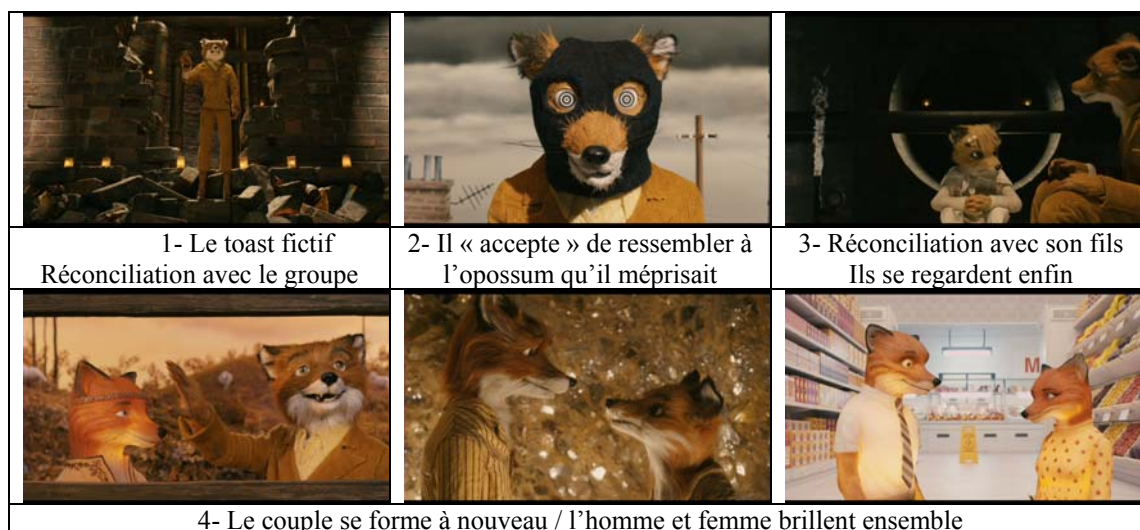 1- Le toast fictif
Réconciliation avec le groupe
2- Il « accepte » de ressembler à
l’opossum qu’il méprisait
3- Réconciliation avec son fils
Ils se regardent enfin
M
4- Le couple se forme à nouveau / l’homme et femme brillent ensemble